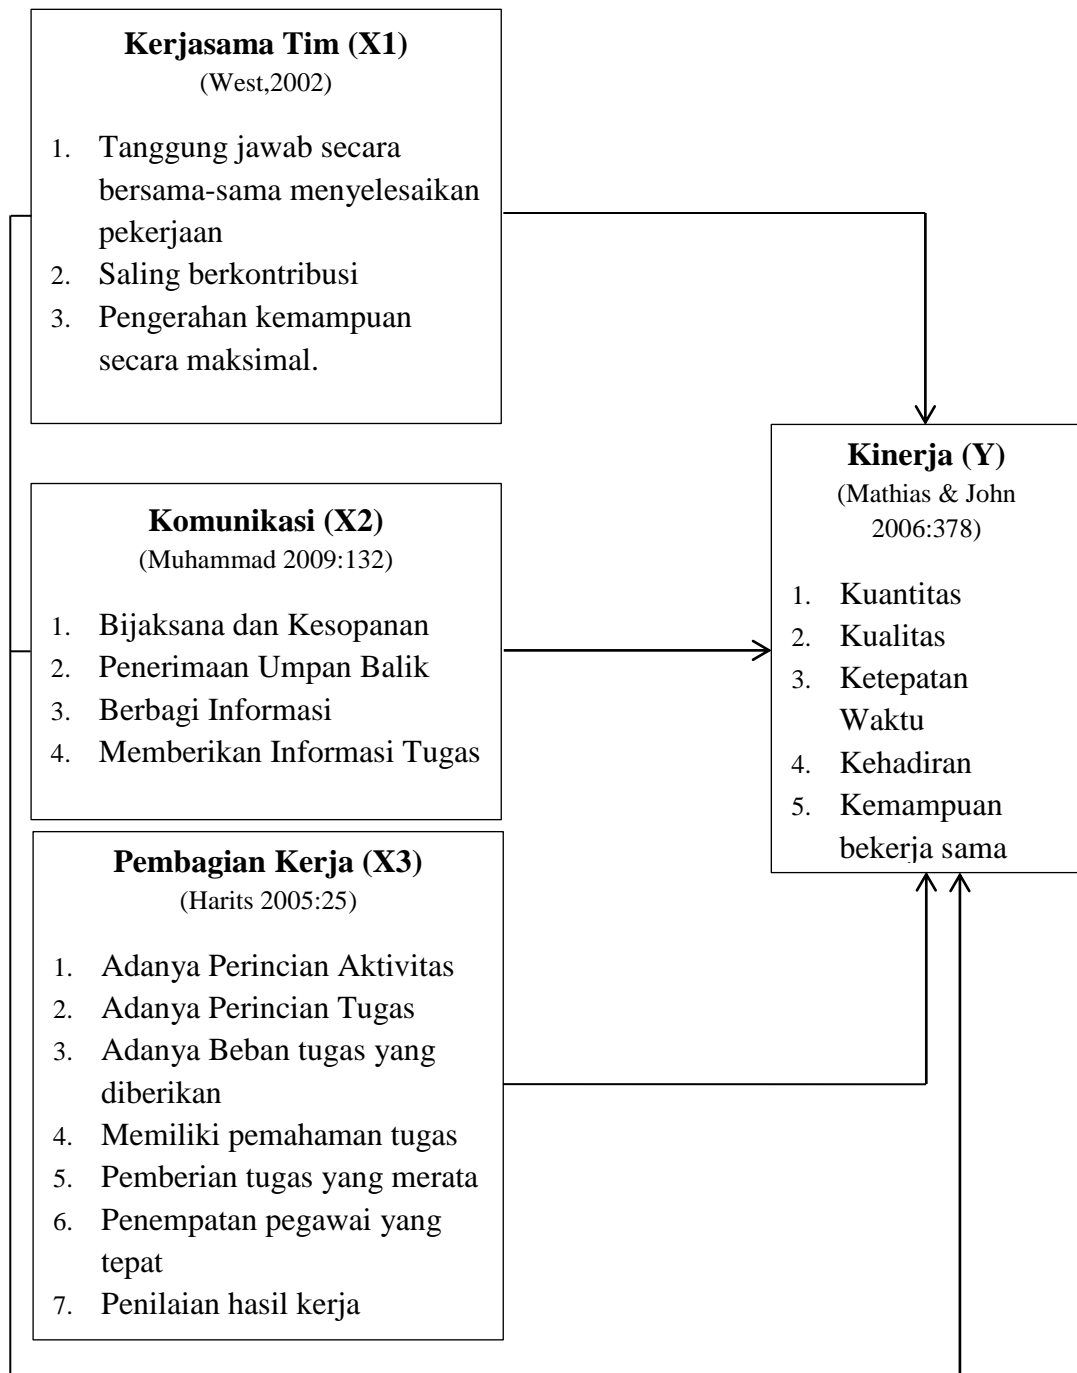 Kerjasama Tim (X1)
(West,2002)
1. Tanggung jawab secara
bersama-sama menyelesaikan
pekerjaan
2. Saling berkontribusi
3. Pengerahan kemampuan
secara maksimal.
Komunikasi (X2)
(Muhammad 2009:132)
1. Bijaksana dan Kesopanan
2. Penerimaan Umpan Balik
3. Berbagi Informasi
4. Memberikan Informasi Tugas
Pembagian Kerja (X3)
(Harits 2005:25)
1. Adanya Perincian Aktivitas
2. Adanya Perincian Tugas
3. Adanya Beban tugas yang
diberikan
4. Memiliki pemahaman tugas
5. Pemberian tugas yang merata
6. Penempatan pegawai yang
tepat
7. Penilaian hasil kerja
Kinerja (Y)
(Mathias & John
2006:378)
1. Kuantitas
2. Kualitas
3. Ketepatan
Waktu
4. Kehadiran
5. Kemampuan
bekerja sama